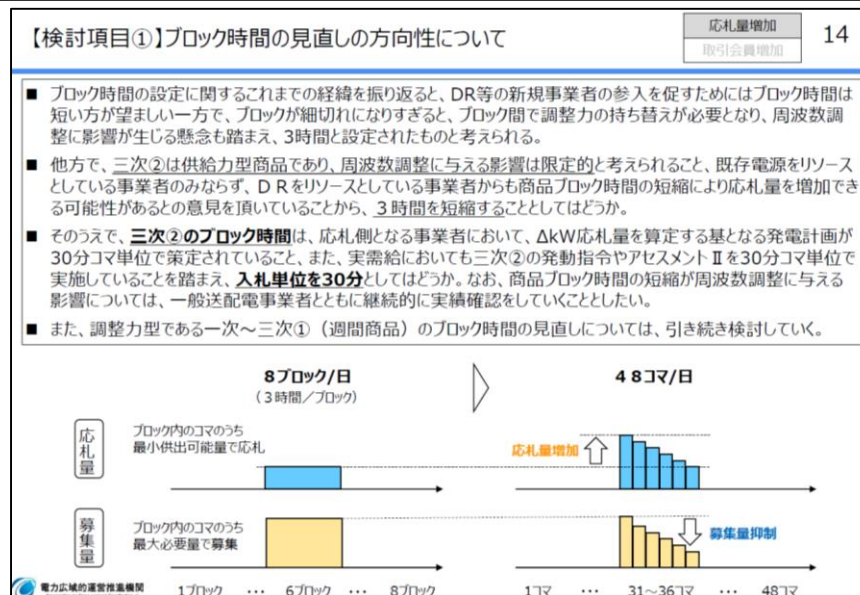 【検討項目①】ブロック時間の見直しの方向性について
応札量増加
取引会員増加
14
■ ブロック時間の設定に関するこれまでの経緯を振り返ると、DR等の新規事業者の参入を促すためにはブロック時間は
短い方が望ましい一方で、ブロックが細切れになりすぎると、ブロック間で調整力の持ち替えが必要となり、周波数調
整に影響が生じる懸念も踏まえ、3時間と設定されたものと考えられる。
■ 他方で、三次②は供給力型商品であり、周波数調整に与える影響は限定的と考えられること、既存電源をリソース
としている事業者のみならず、DRをリソースとしている事業者からも商品ブロック時間の短縮により応札量を増加でき
る可能性があるとの意見を頂いていることから、3時間を短縮することとしてはどうか。
■ そのうえで、三次②のブロック時間は、応札側となる事業者において、ΔkW応札量を算定する基となる発電計画が
30分コマ単位で策定されていること、また、実需給においても三次②の発動指令やアセスメントⅡを30分コマ単位で
実施していることを踏まえ、入札単位を30分としてはどうか。なお、商品ブロック時間の短縮が周波数調整に与える
影響については、一般送配電事業者とともに継続的に実績確認をしていくこととしたい。
■ また、調整力型である一次～三次①（週間商品）のブロック時間の見直しについては、引き続き検討していく。
8ブロック/日
（3時間／ブロック）
48コマ/日
応札量
ブロック内のコマのうち
最小供出可能量で応札
応札量増加
募集量
ブロック内のコマのうち
最大必要量で募集
募集量抑制
電力広域的運営推進機関
1ブロック … 6ブロック … 8ブロック
1コマ … 31～36コマ … 48コマ